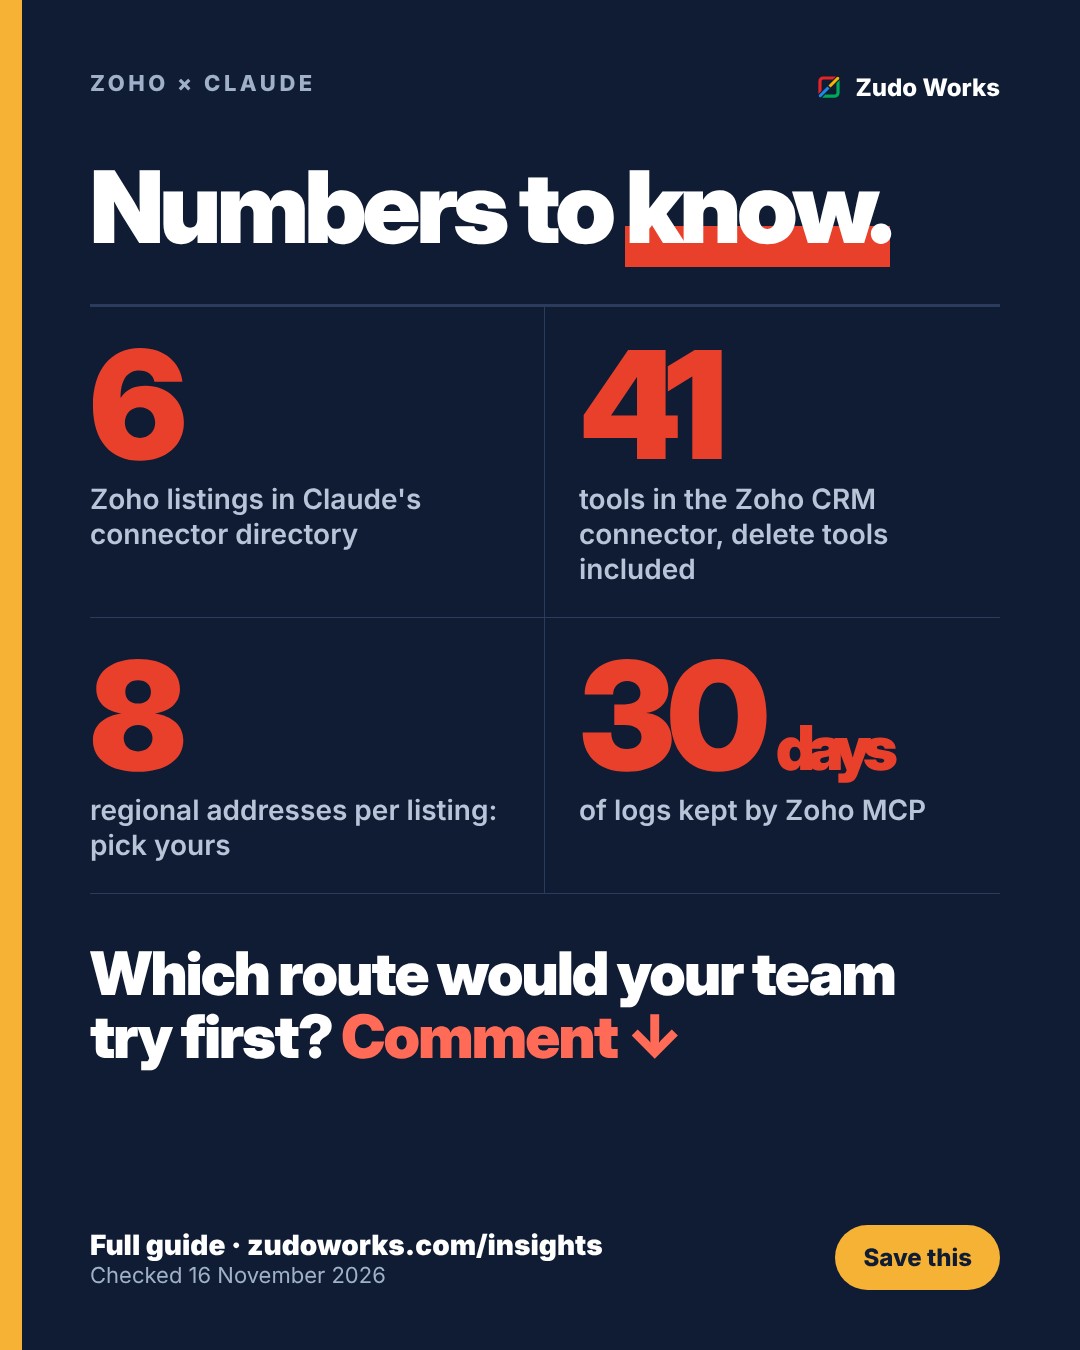 ZOHO × CLAUDE
Zudo Works
Numbers to know.
6
Zoho listings in Claude's
connector directory
41
tools in the Zoho CRM
connector, delete tools
included
8
regional addresses per listing:
pick yours
30 days
of logs kept by Zoho MCP
Which route would your team
try first? Comment ↓
Full guide · zudoworks.com/insights
Checked 16 November 2026
Save this